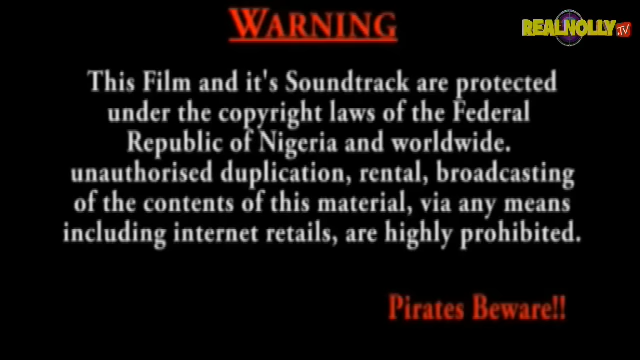 WARNING
REALNOLLY.TV
This Film and it's Soundtrack are protected
under the copyright laws of the Federal
Republic of Nigeria and worldwide.
unauthorised duplication, rental, broadcasting
of the contents of this material, via any means
including internet retails, are highly prohibited.
Pirates Beware!!